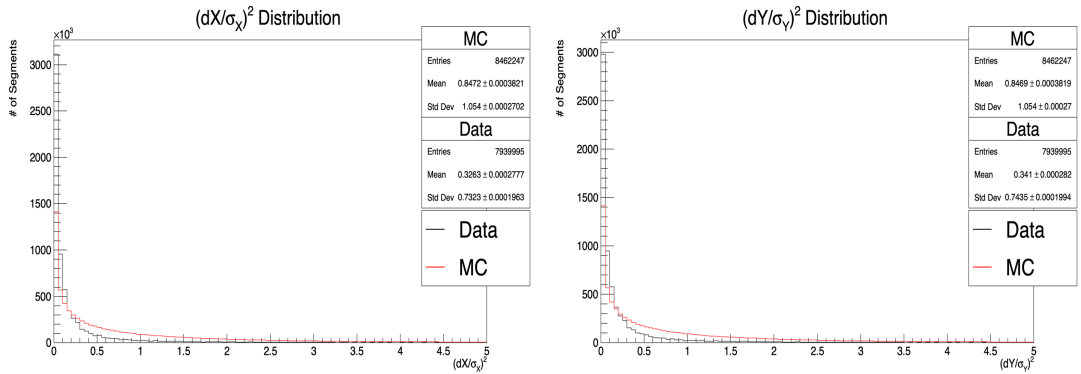 (dX/σX)² Distribution
×10³
# of Segments
3000
2500
2000
1500
1000
500
0
0 0.5 1 1.5 2 2.5 3 3.5 4 4.5 5
(dX/σX)²
MC
Entries 8462247
Mean 0.8472 ± 0.0003821
Std Dev 1.054 ± 0.0002702
Data
Entries 7939995
Mean 0.3263 ± 0.0002777
Std Dev 0.7323 ± 0.0001963
Data
MC
(dY/σY)² Distribution
×10³
# of Segments
3000
2500
2000
1500
1000
500
0
0 0.5 1 1.5 2 2.5 3 3.5 4 4.5 5
(dY/σY)²
MC
Entries 8462247
Mean 0.8469 ± 0.0003819
Std Dev 1.054 ± 0.00027
Data
Entries 7939995
Mean 0.341 ± 0.000282
Std Dev 0.7435 ± 0.0001994
Data
MC